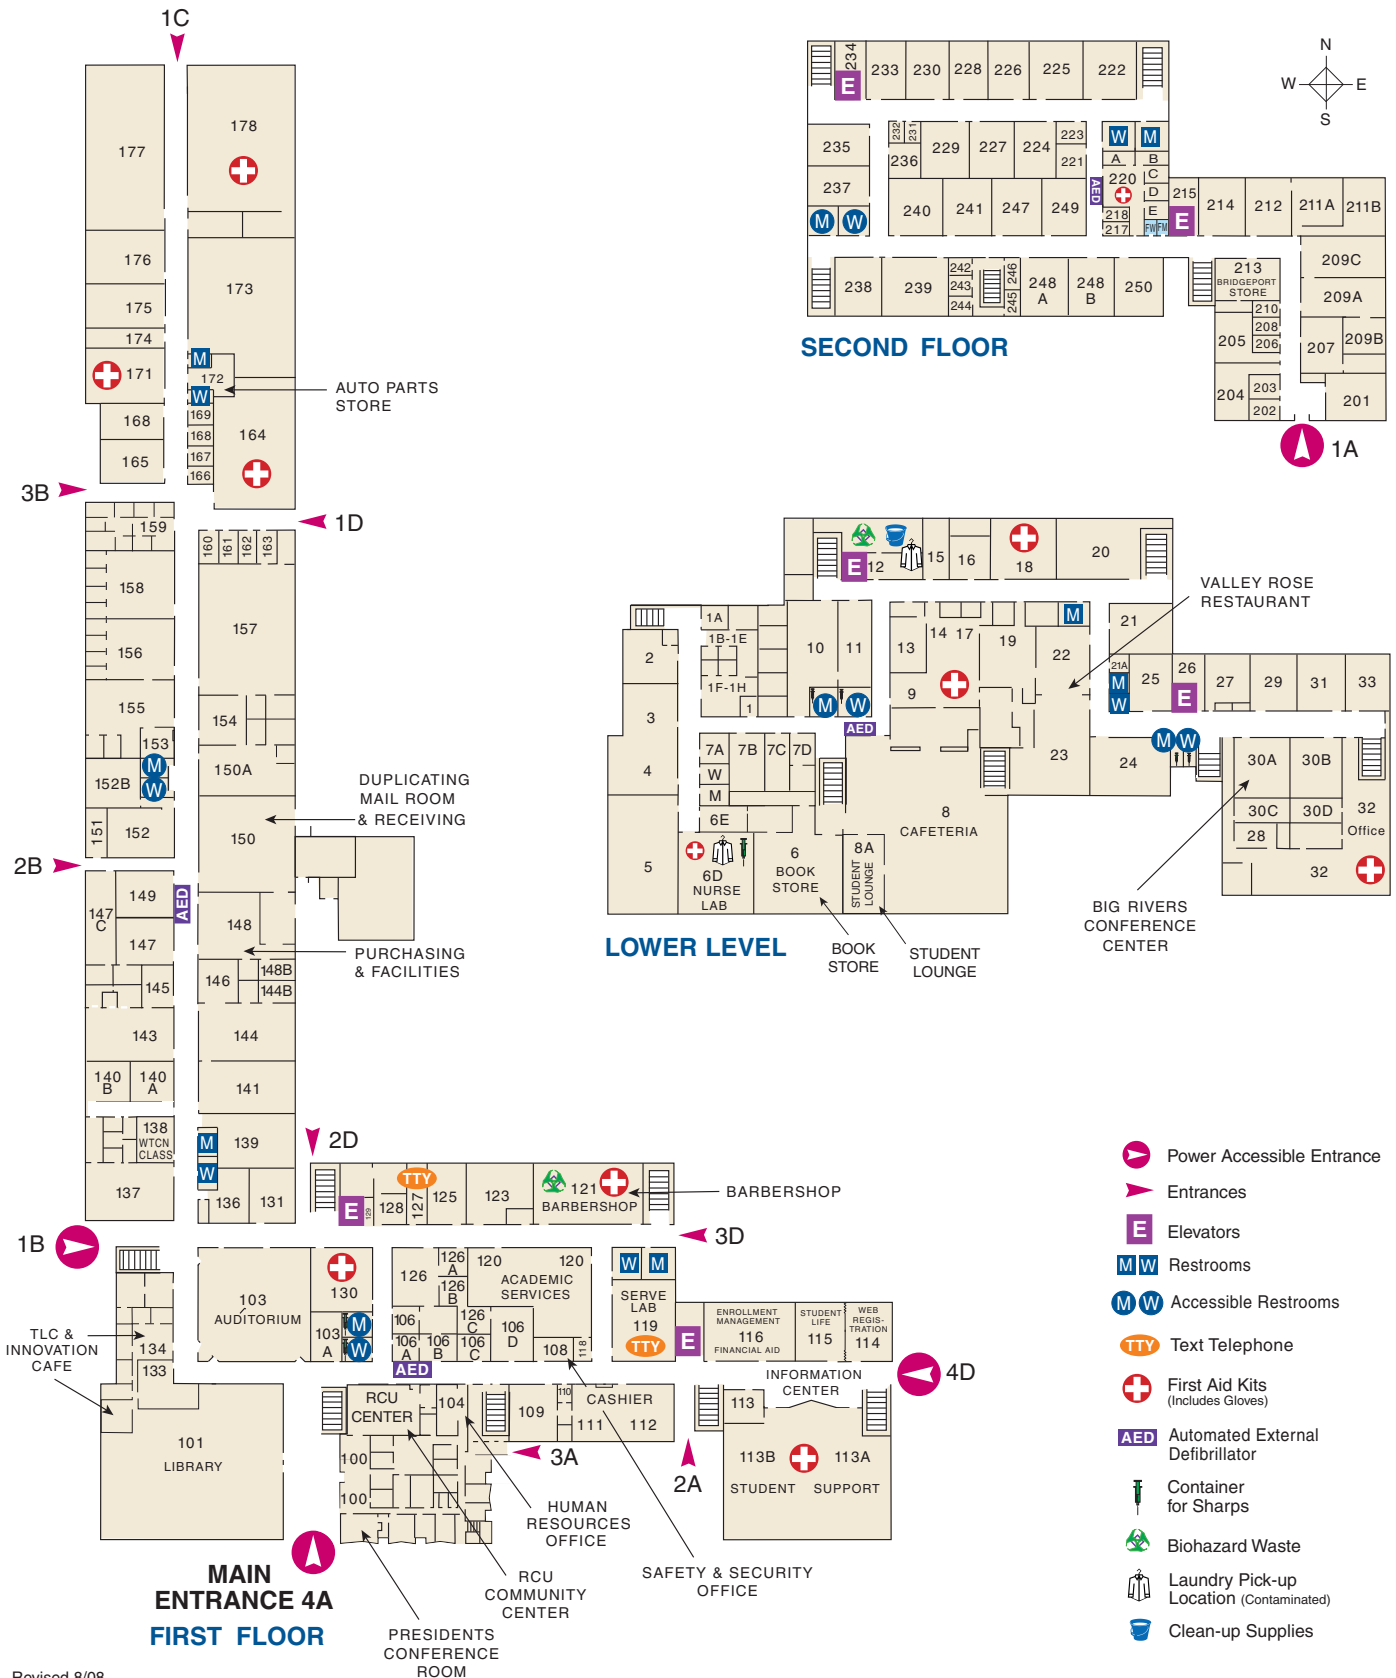 1C
178
177
176
173
175
174
M
171
172
W
AUTO PARTS
STORE
169
168
168
164
167
165
166
3B
1D
159
160
161
162
163
158
157
156
155
154
153
M
150A
152B
W
DUPLICATING
MAIL ROOM
& RECEIVING
151
152
150
2B
149
AED
147
C
148
147
PURCHASING
& FACILITIES
148B
146
145
144B
143
144
140
B
140
A
141
138
WTCN
CLASS
M
139
W
2D
137
136
131
E
129
128
TTY
127
125
123
121
BARBERSHOP
BARBERSHOP
1B
3D
126
126
A
120
120
W
M
126
B
ACADEMIC
SERVICES
130
103
AUDITORIUM
SERVE
LAB
119
TTY
103
A
M
W
106
126
C
106
A
106
B
106
C
106
D
108
118
E
ENROLLMENT
MANAGEMENT
116
FINANCIAL AID
STUDENT
LIFE
115
WEB
REGIS-
TRATION
114
AED
TLC &
INNOVATION
CAFE
134
133
4D
INFORMATION
CENTER
RCU
CENTER
104
109
110
CASHIER
111
112
113
101
LIBRARY
100
100
3A
2A
113B
113A
STUDENT
SUPPORT
HUMAN
RESOURCES
OFFICE
SAFETY & SECURITY
OFFICE
RCU
COMMUNITY
CENTER
PRESIDENTS
CONFERENCE
ROOM
MAIN
ENTRANCE 4A
FIRST FLOOR
Revised 8/08
234
E
233
230
228
226
225
222
N
W
E
S
235
232
231
236
229
227
224
223
221
W
M
A
B
220
C
D
E
AED
237
M
W
240
241
247
249
218
217
FW
FM
215
E
214
212
211A
211B
238
239
242
243
244
246
245
248
A
248
B
250
213
BRIDGEPORT
STORE
209C
209A
210
208
206
205
207
209B
204
203
202
201
SECOND FLOOR
1A
E
12
15
16
18
20
VALLEY ROSE
RESTAURANT
1A
1B-1E
1F-1H
1
2
10
11
13
14
17
19
M
21
22
9
M
W
AED
21A
M
W
25
26
E
27
29
31
33
3
4
7A
7B
7C
7D
W
M
6E
23
24
M
W
30A
30B
30C
30D
28
32
Office
32
8
CAFETERIA
5
6D
NURSE
LAB
6
BOOK
STORE
8A
STUDENT
LOUNGE
BIG RIVERS
CONFERENCE
CENTER
LOWER LEVEL
BOOK
STORE
STUDENT
LOUNGE
Power Accessible Entrance
Entrances
E
Elevators
M W
Restrooms
M W
Accessible Restrooms
TTY
Text Telephone
First Aid Kits
(Includes Gloves)
AED
Automated External
Defibrillator
Container
for Sharps
Biohazard Waste
Laundry Pick-up
Location (Contaminated)
Clean-up Supplies